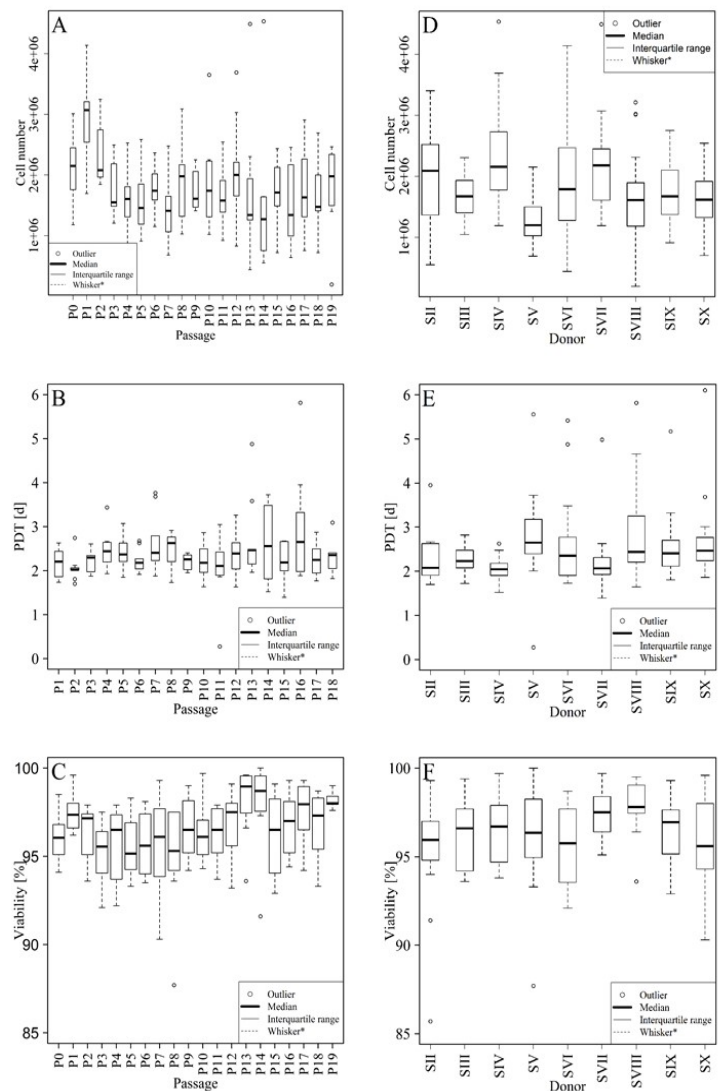 A
Cell number
4e+06
3e+06
2e+06
1e+06
Outlier
Median
Interquartile range
Whisker*
P0 P1 P2 P3 P4 P5 P6 P7 P8 P9 P10 P11 P12 P13 P14 P15 P16 P17 P18 P19
Passage
D
Cell number
4e+06
3e+06
2e+06
1e+06
Outlier
Median
Interquartile range
Whisker*
SII SIII SIV SV SVI SVII SVIII SIX SX
Donor
B
PDT [d]
6
5
4
3
2
1
0
Outlier
Median
Interquartile range
Whisker*
P1 P2 P3 P4 P5 P6 P7 P8 P9 P10 P11 P12 P13 P14 P15 P16 P17 P18
Passage
E
PDT [d]
6
5
4
3
2
1
0
Outlier
Median
Interquartile range
Whisker*
SII SIII SIV SV SVI SVII SVIII SIX SX
Donor
C
Viability [%]
100
95
90
85
Outlier
Median
Interquartile range
Whisker*
P0 P1 P2 P3 P4 P5 P6 P7 P8 P9 P10 P11 P12 P13 P14 P15 P16 P17 P18 P19
Passage
F
Viability [%]
100
95
90
85
Outlier
Median
Interquartile range
Whisker*
SII SIII SIV SV SVI SVII SVIII SIX SX
Donor